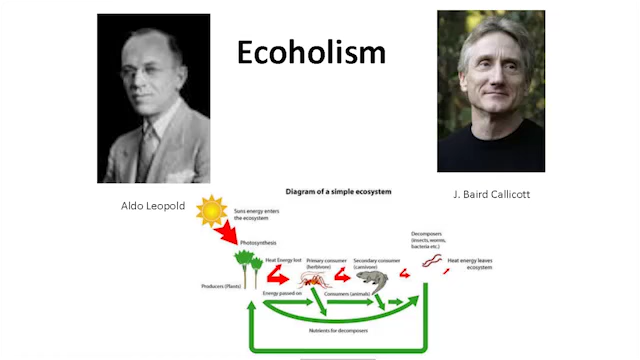 Ecoholism
Aldo Leopold
J. Baird Callicott
Diagram of a simple ecosystem
Suns energy enters
the ecosystem
Photosynthesis
Heat Energy lost
Primary consumer
(herbivore)
Secondary consumer
(carnivore)
Decomposers
(insects, worms,
bacteria etc.)
Heat energy leaves
ecosystem
Producers (Plants)
Energy passed on
Consumers (animals)
Nutrients for decomposers